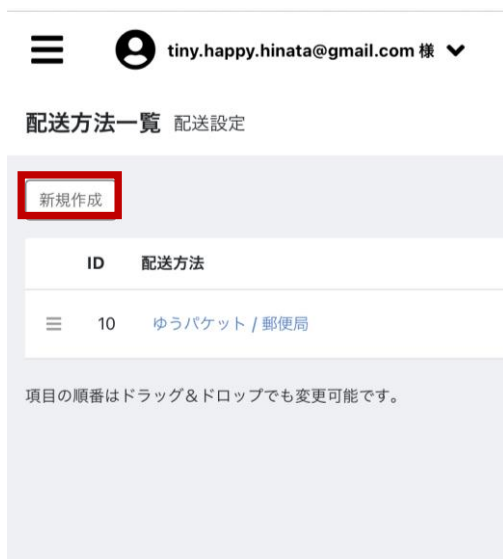 tiny.happy.hinata@gmail.com 様
配送方法一覧 配送設定
新規作成
ID 配送方法
10 ゆうパケット / 郵便局
項目の順番はドラッグ＆ドロップでも変更可能です。